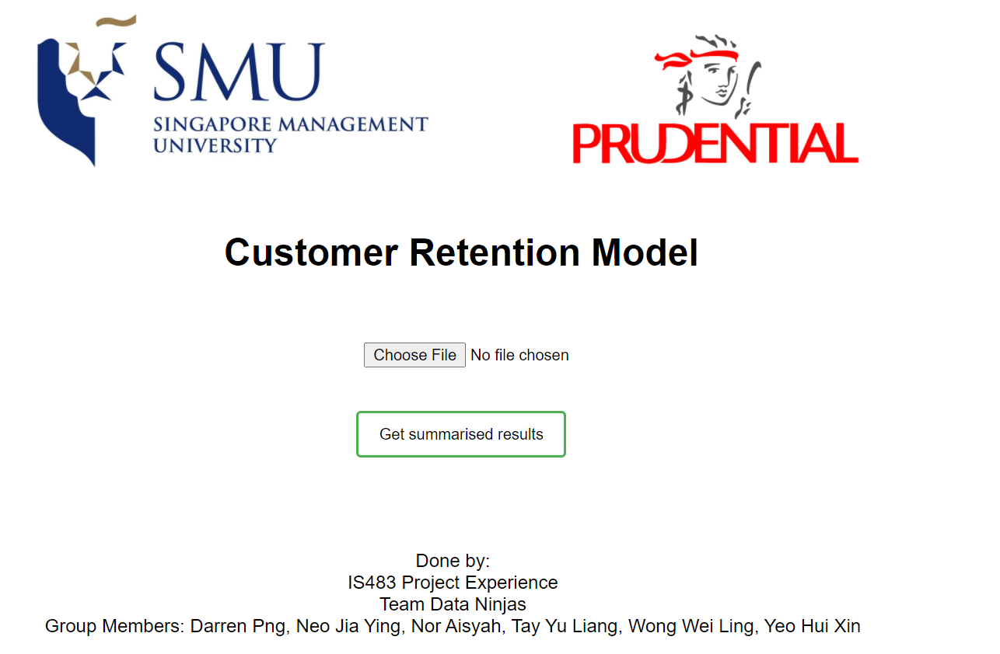 SMU
SINGAPORE MANAGEMENT
UNIVERSITY
PRUDENTIAL
Customer Retention Model
Choose File No file chosen
Get summarised results
Done by:
IS483 Project Experience
Team Data Ninjas
Group Members: Darren Png, Neo Jia Ying, Nor Aisyah, Tay Yu Liang, Wong Wei Ling, Yeo Hui Xin